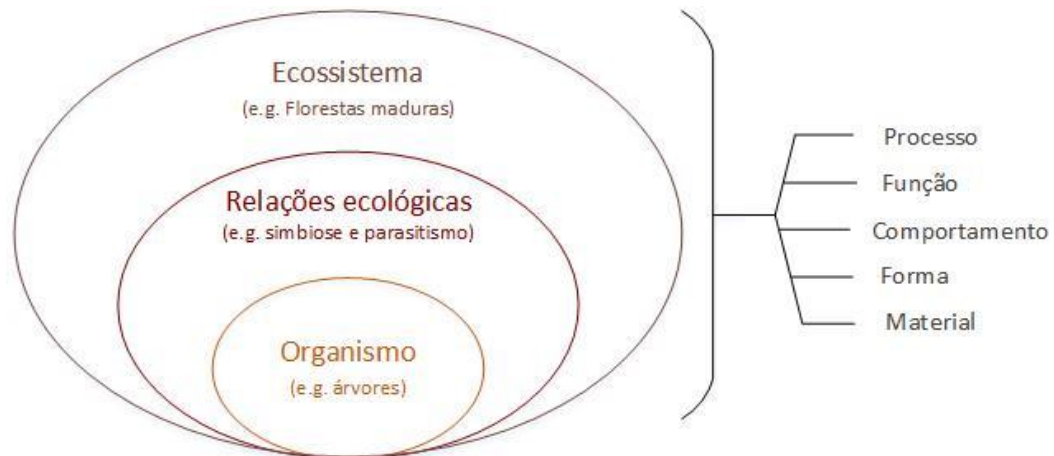 Ecossistema
(e.g. Florestas maduras)
Relações ecológicas
(e.g. simbiose e parasitismo)
Organismo
(e.g. árvores)
Processo
Função
Comportamento
Forma
Material